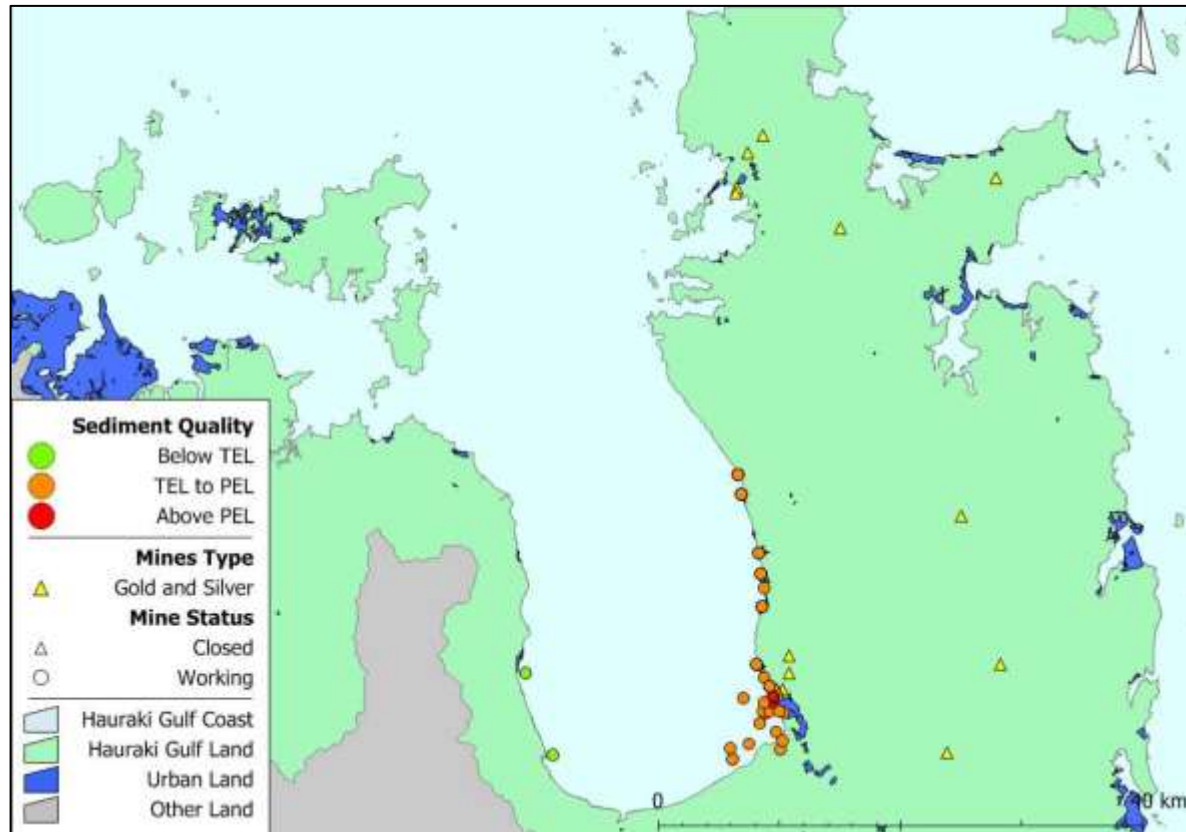 Sediment Quality
Below TEL
TEL to PEL
Above PEL
Mines Type
Gold and Silver
Mine Status
Closed
Working
Hauraki Gulf Coast
Hauraki Gulf Land
Urban Land
Other Land
0 40 km